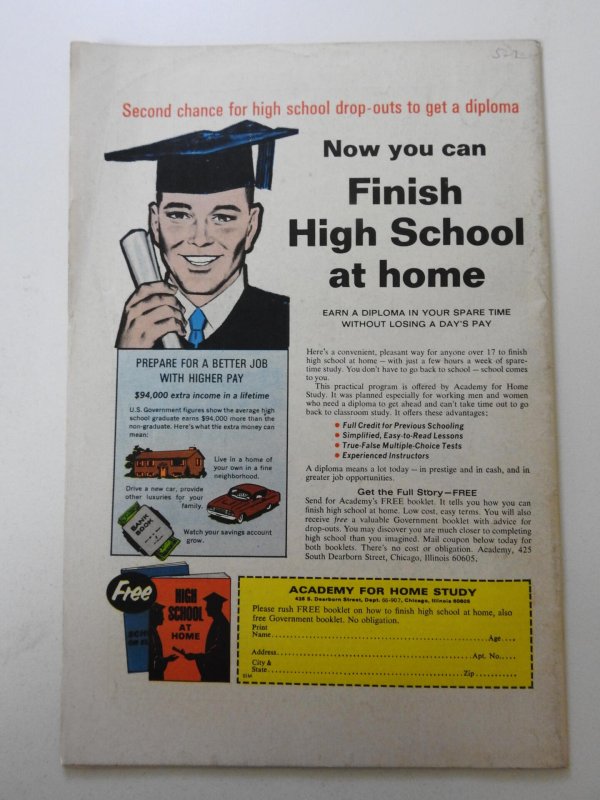 Second chance for high school drop-outs to get a diploma
Now you can
Finish
High School
at home
EARN A DIPLOMA IN YOUR SPARE TIME
WITHOUT LOSING A DAY'S PAY
PREPARE FOR A BETTER JOB
WITH HIGHER PAY
$94,000 extra income in a lifetime
U.S. Government figures show the average high
school graduate earns $94,000 more than the
non-graduate. Here's what the extra money can
mean:
Live in a home of
your own in a fine
neighborhood.
Drive a new car, provide
other luxuries for your
family.
BANK
BOOK
Watch your savings account
grow.
Here's a convenient, pleasant way for anyone over 17 to finish
high school at home — with just a few hours a week of spare-
time study. You don't have to go back to school — school comes
to you.
This practical program is offered by Academy for Home
Study. It was planned especially for working men and women
who need a diploma to get ahead and can't take time out to go
back to classroom study. It offers these advantages:
• Full Credit for Previous Schooling
• Simplified, Easy-to-Read Lessons
• True-False Multiple-Choice Tests
• Experienced Instructors
A diploma means a lot today — in prestige and in cash, and in
greater job opportunities.
Get the Full Story—FREE
Send for Academy's FREE booklet. It tells you how you can
finish high school at home. Low cost, easy terms. You will also
receive free a valuable Government booklet with advice for
drop-outs. You may discover you are much closer to completing
high school than you imagined. Mail coupon below today for
both booklets. There's no cost or obligation. Academy, 425
South Dearborn Street, Chicago, Illinois 60605.
Free
HIGH
SCHOOL
AT
HOME
ACADEMY FOR HOME STUDY
425 S. Dearborn Street, Dept. 66-907, Chicago, Illinois 60605
Please rush FREE booklet on how to finish high school at home, also
free Government booklet. No obligation.
Print
Name Age
Address Apt. No.
City &
State Zip